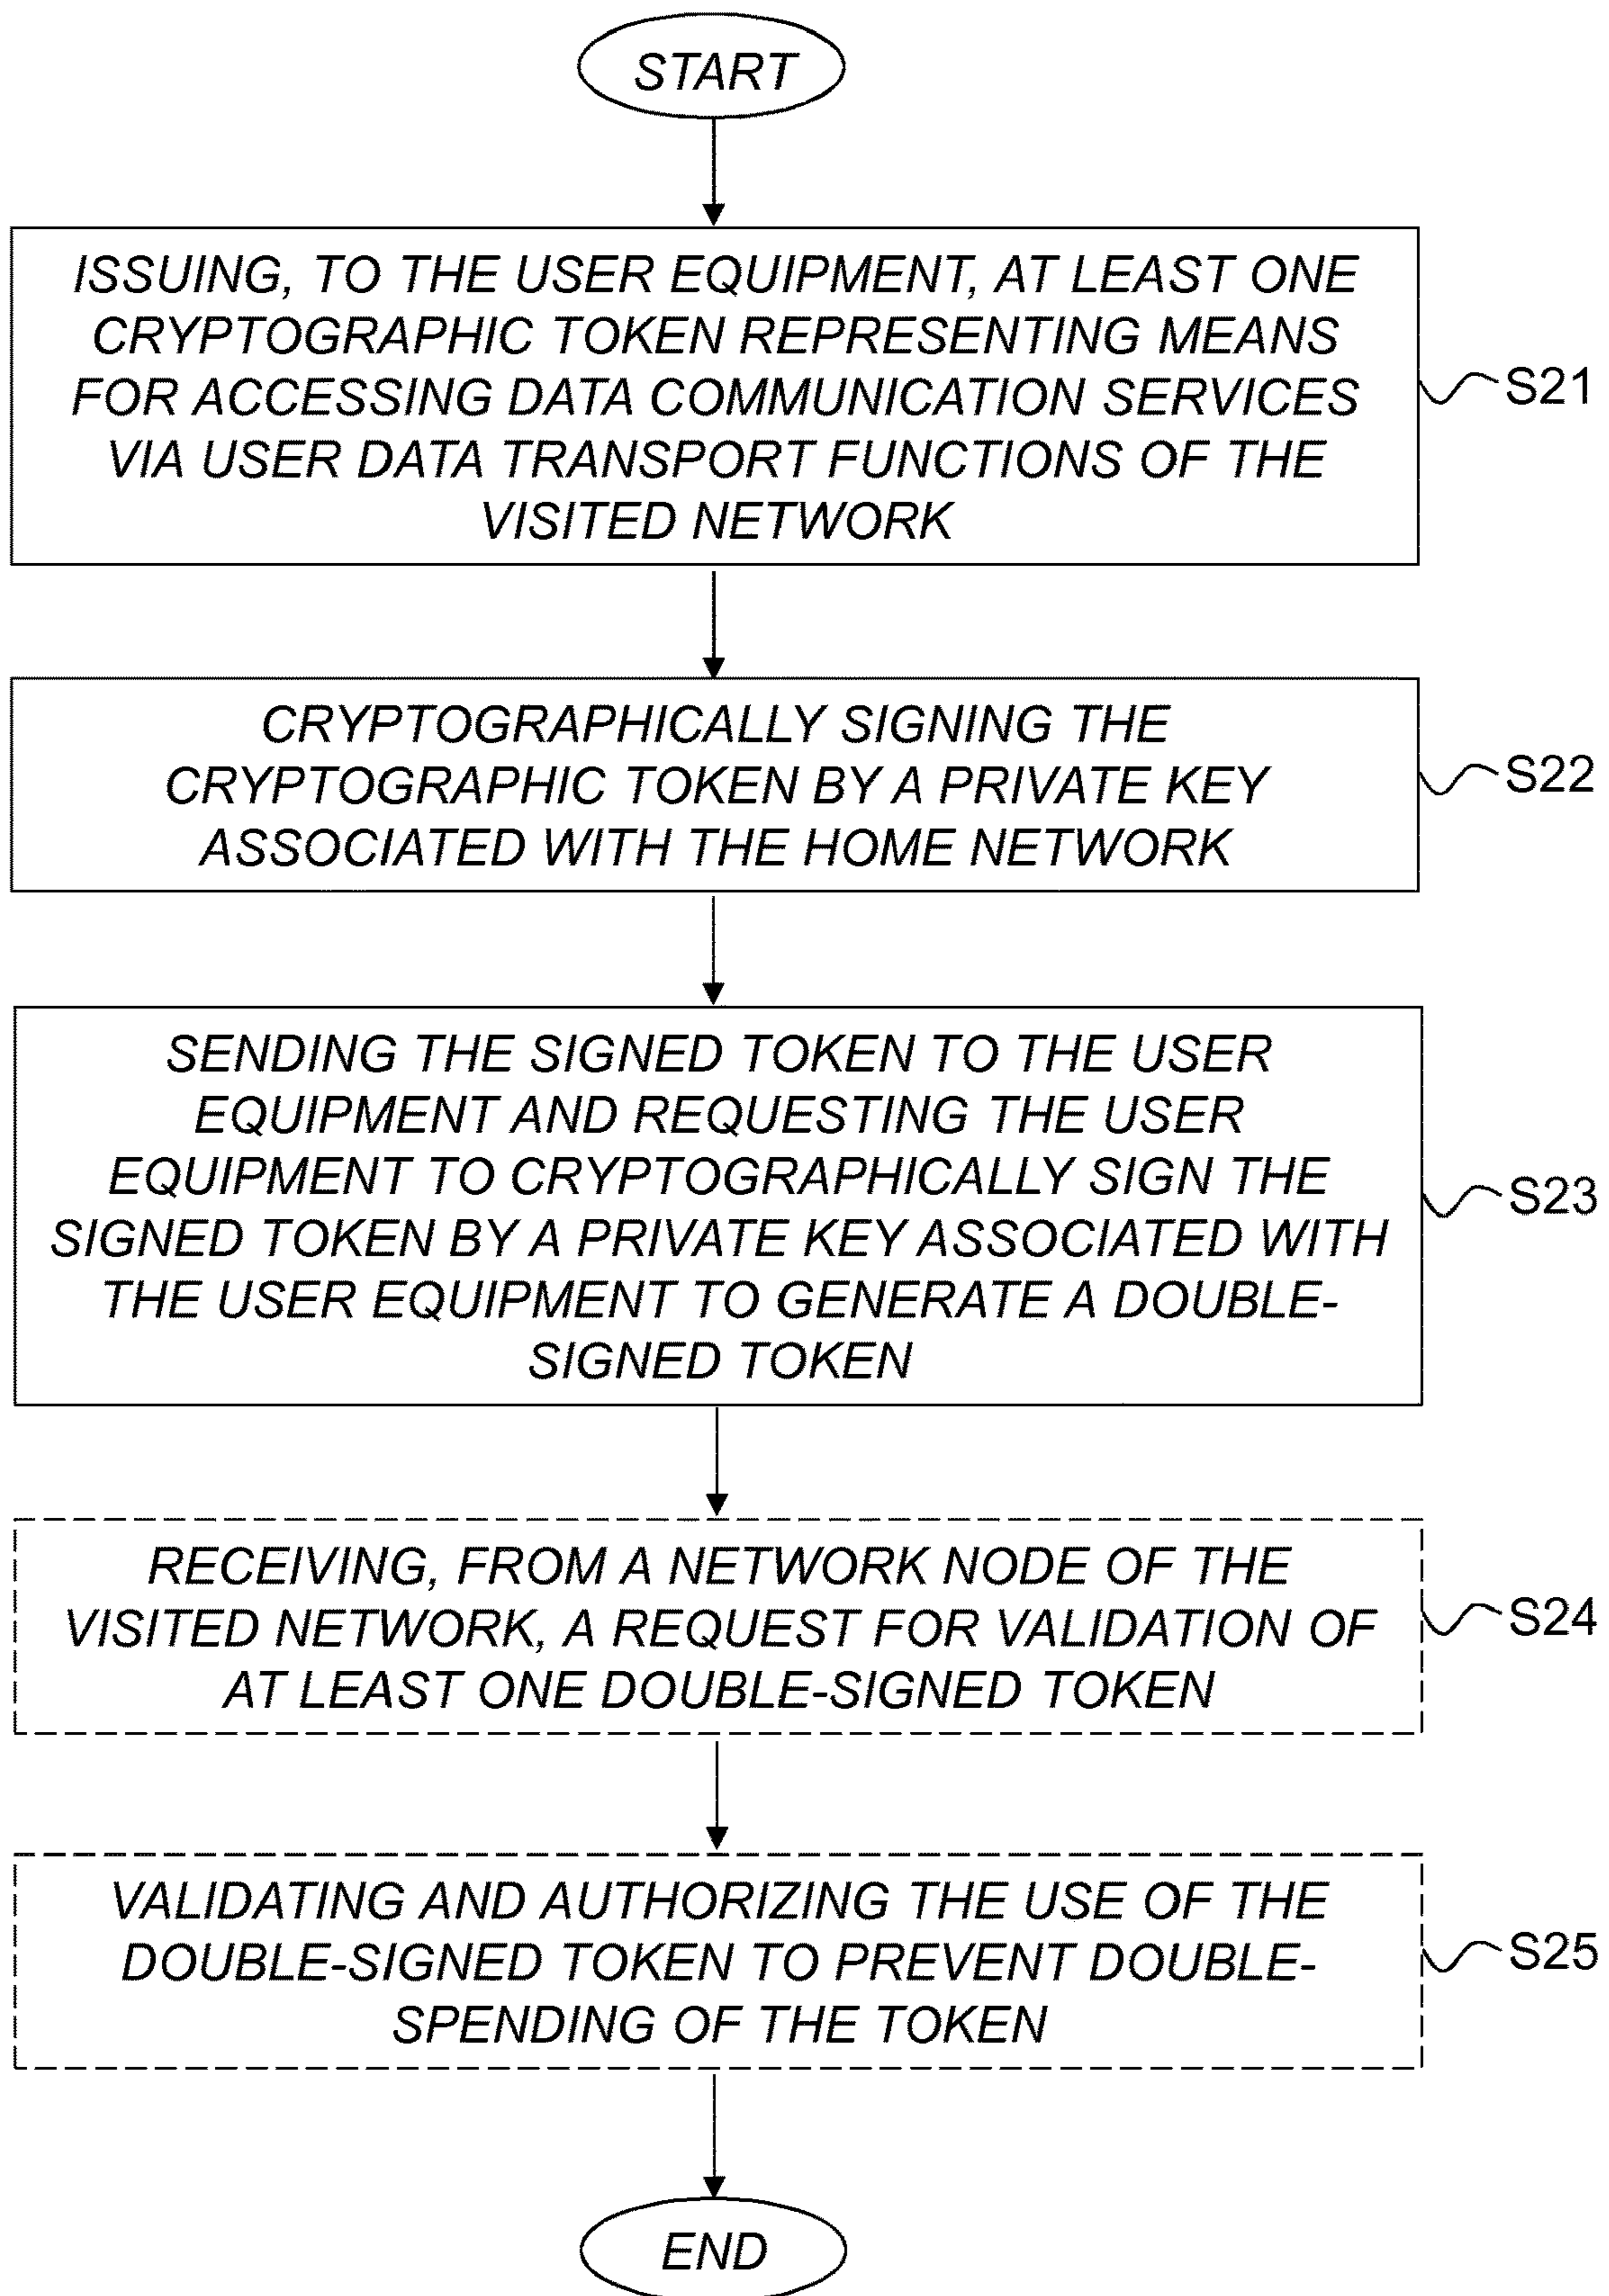 START
ISSUING, TO THE USER EQUIPMENT, AT LEAST ONE
CRYPTOGRAPHIC TOKEN REPRESENTING MEANS
FOR ACCESSING DATA COMMUNICATION SERVICES
VIA USER DATA TRANSPORT FUNCTIONS OF THE
VISITED NETWORK
S21
CRYPTOGRAPHICALLY SIGNING THE
CRYPTOGRAPHIC TOKEN BY A PRIVATE KEY
ASSOCIATED WITH THE HOME NETWORK
S22
SENDING THE SIGNED TOKEN TO THE USER
EQUIPMENT AND REQUESTING THE USER
EQUIPMENT TO CRYPTOGRAPHICALLY SIGN THE
SIGNED TOKEN BY A PRIVATE KEY ASSOCIATED WITH
THE USER EQUIPMENT TO GENERATE A DOUBLE-
SIGNED TOKEN
S23
RECEIVING, FROM A NETWORK NODE OF THE
VISITED NETWORK, A REQUEST FOR VALIDATION OF
AT LEAST ONE DOUBLE-SIGNED TOKEN
S24
VALIDATING AND AUTHORIZING THE USE OF THE
DOUBLE-SIGNED TOKEN TO PREVENT DOUBLE-
SPENDING OF THE TOKEN
S25
END